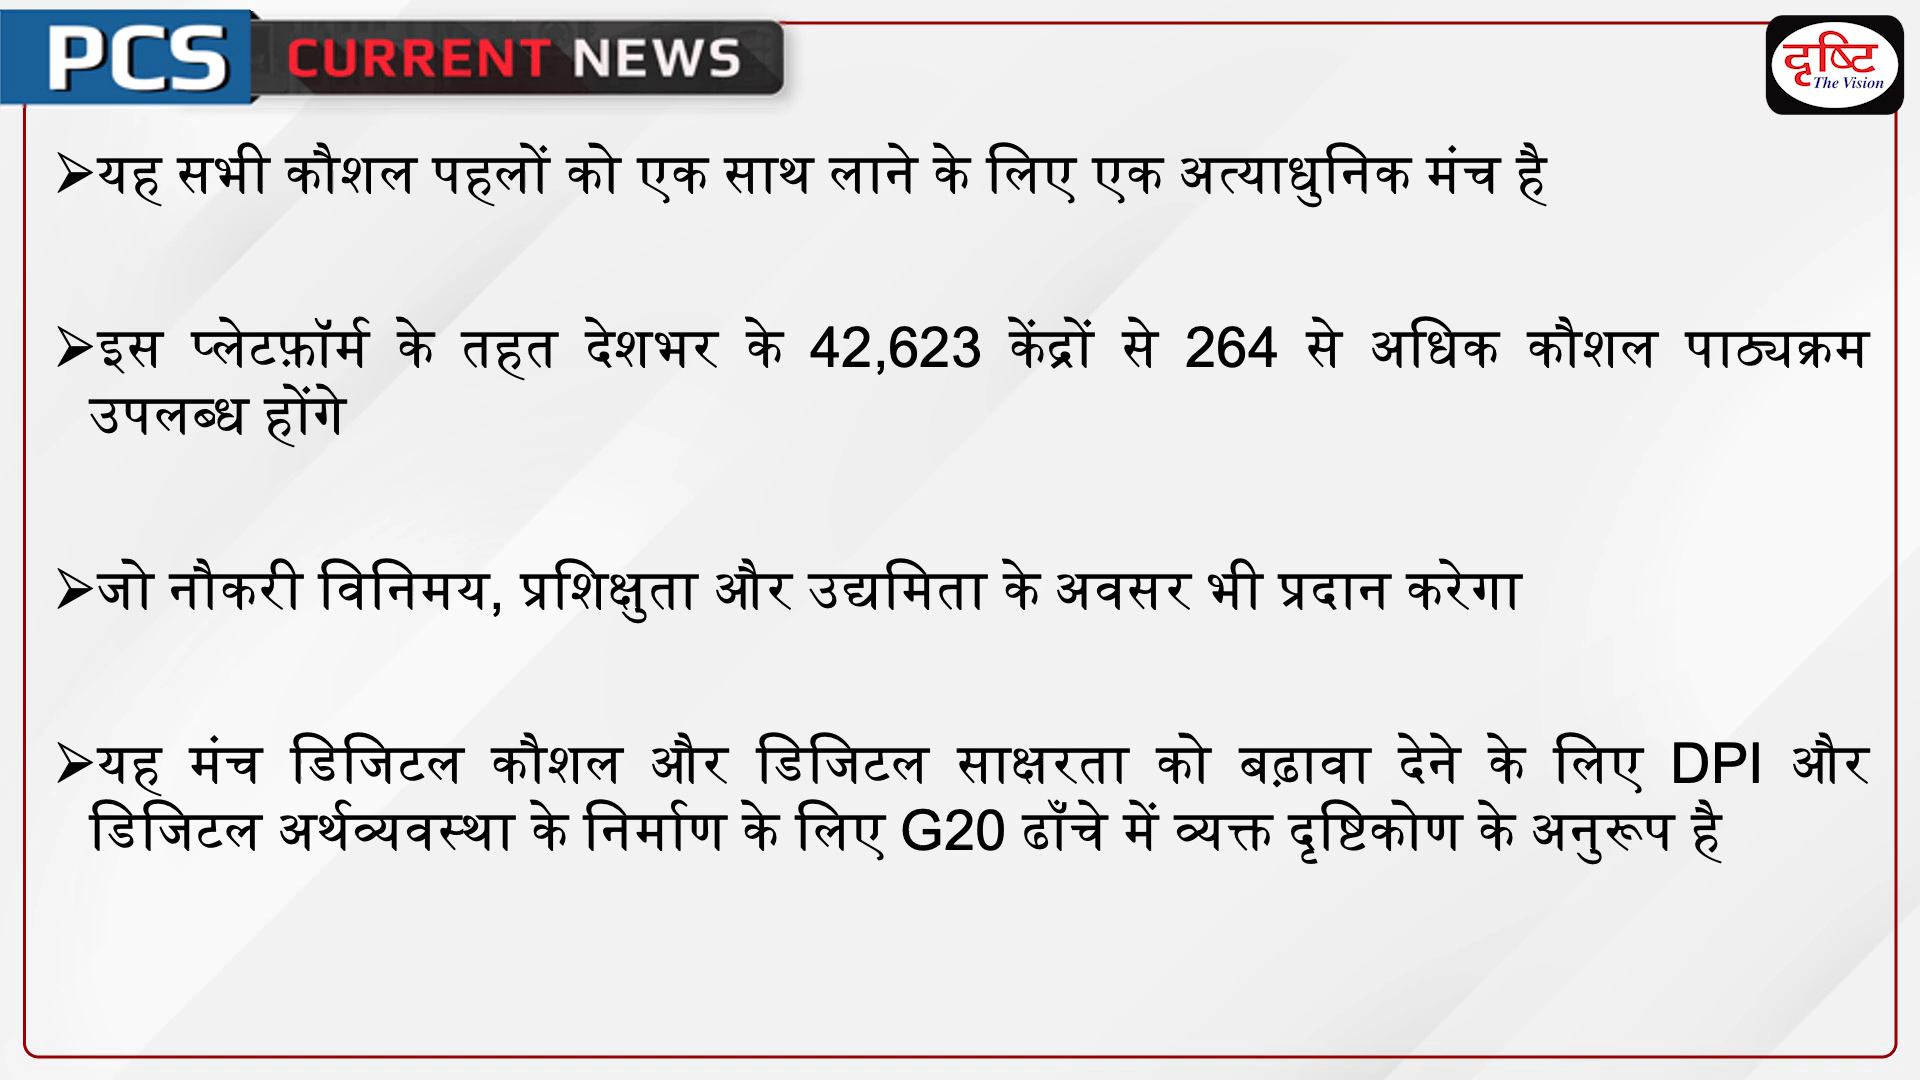 PCS CURRENT NEWS
दृष्टि
The Vision
➢यह सभी कौशल पहलों को एक साथ लाने के लिए एक अत्याधुनिक मंच है
➢इस प्लेटफ़ॉर्म के तहत देशभर के 42,623 केंद्रों से 264 से अधिक कौशल पाठ्यक्रम
उपलब्ध होंगे
➢जो नौकरी विनिमय, प्रशिक्षुता और उद्यमिता के अवसर भी प्रदान करेगा
➢यह मंच डिजिटल कौशल और डिजिटल साक्षरता को बढ़ावा देने के लिए DPI और
डिजिटल अर्थव्यवस्था के निर्माण के लिए G20 ढाँचे में व्यक्त दृष्टिकोण के अनुरूप है